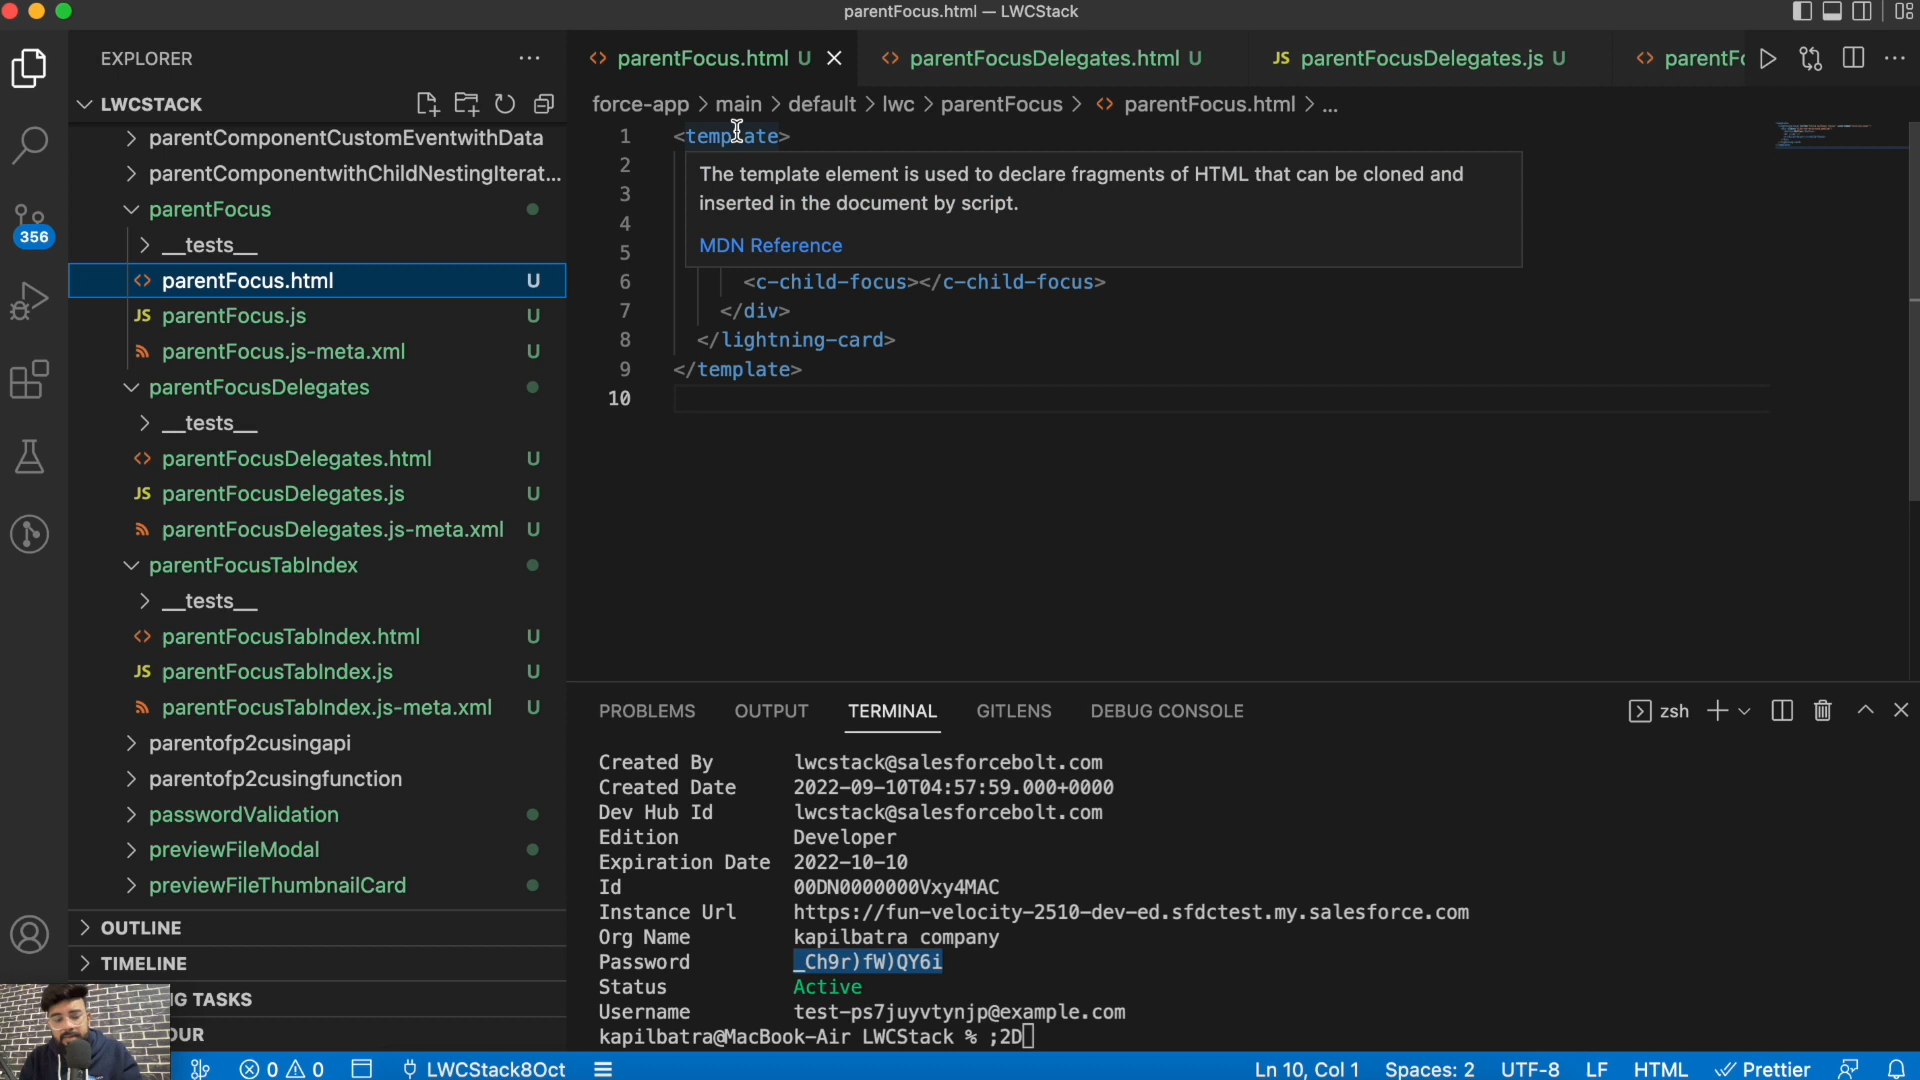 parentFocus.html — LWCStack
EXPLORER
LWCSTACK
parentComponentCustomEventwithData
parentComponentwithChildNestingIterat...
parentFocus
__tests__
parentFocus.html U
parentFocus.js U
parentFocus.js-meta.xml U
parentFocusDelegates
__tests__
parentFocusDelegates.html U
parentFocusDelegates.js U
parentFocusDelegates.js-meta.xml U
parentFocusTabIndex
__tests__
parentFocusTabIndex.html U
parentFocusTabIndex.js U
parentFocusTabIndex.js-meta.xml U
parentofp2cusingapi
parentofp2cusingfunction
passwordValidation
previewFileModal
previewFileThumbnailCard
OUTLINE
TIMELINE
TASKS
356
parentFocus.html U parentFocusDelegates.html U JS parentFocusDelegates.js U
force-app > main > default > lwc > parentFocus > parentFocus.html > ...
1 <template>
The template element is used to declare fragments of HTML that can be cloned and
inserted in the document by script.
MDN Reference
2
3
4
5
6 <c-child-focus></c-child-focus>
7 </div>
8 </lightning-card>
9 </template>
10
PROBLEMS OUTPUT TERMINAL GITLENS DEBUG CONSOLE zsh
Created By lwcstack@salesforcebolt.com
Created Date 2022-09-10T04:57:59.000+0000
Dev Hub Id lwcstack@salesforcebolt.com
Edition Developer
Expiration Date 2022-10-10
Id 00DN0000000Vxy4MAC
Instance Url https://fun-velocity-2510-dev-ed.sfdctest.my.salesforce.com
Org Name kapilbatra company
Password _Ch9r)fW)QY6i
Status Active
Username test-ps7juyvtynjp@example.com
kapilbatra@MacBook-Air LWCStack % ;2D
0 0 LWCStack8Oct Ln 10, Col 1 Spaces: 2 UTF-8 LF HTML Prettier